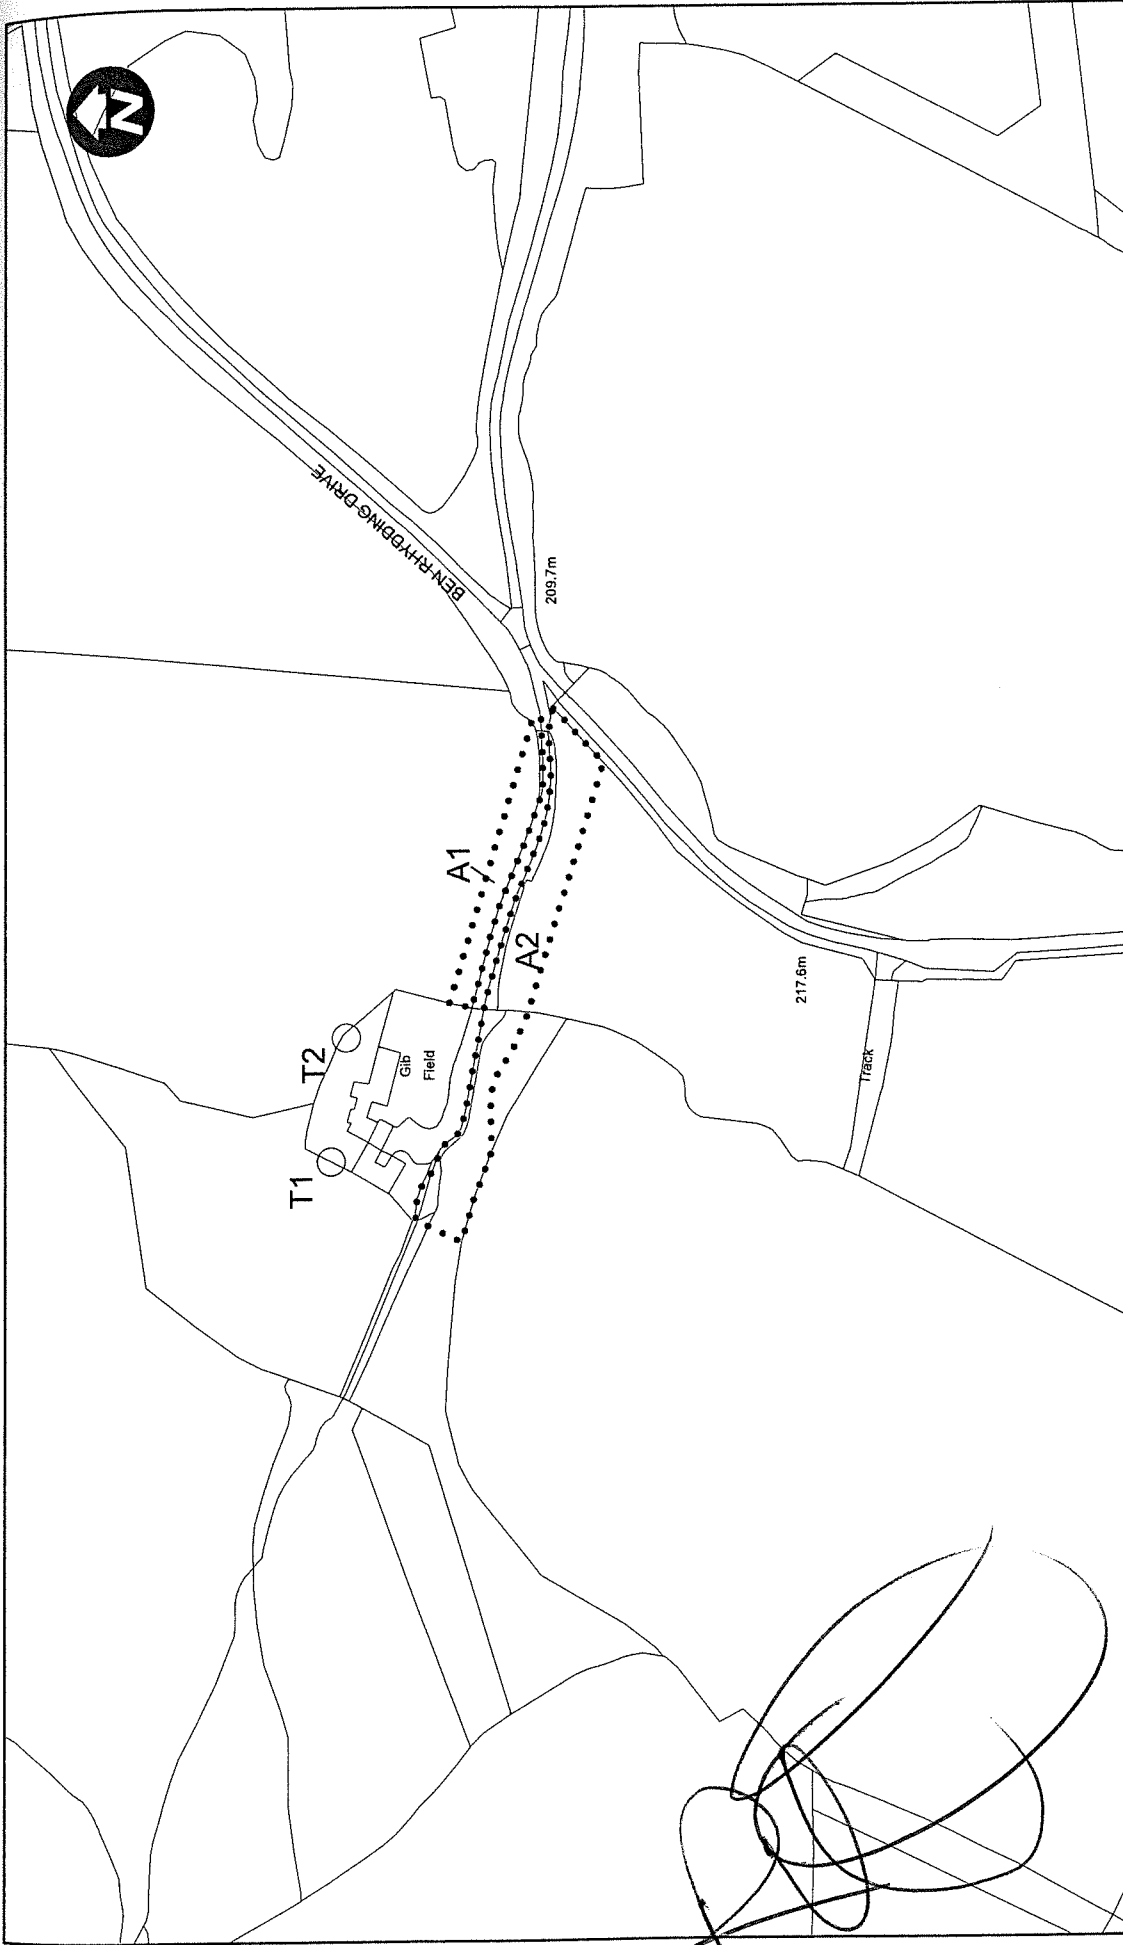 N
BEN RHYDDING DRIVE
209.7m
A1
A2
T2
T1
Gib
Field
217.6m
Track